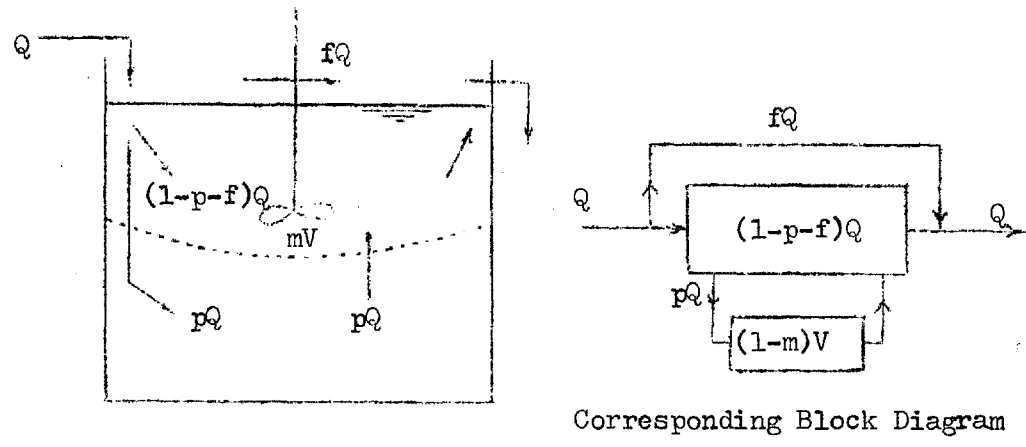 Q
fQ
(1-p-f)Q
mV
pQ
pQ
fQ
Q
(1-p-f)Q
Q
pQ
(1-m)V
Corresponding Block Diagram